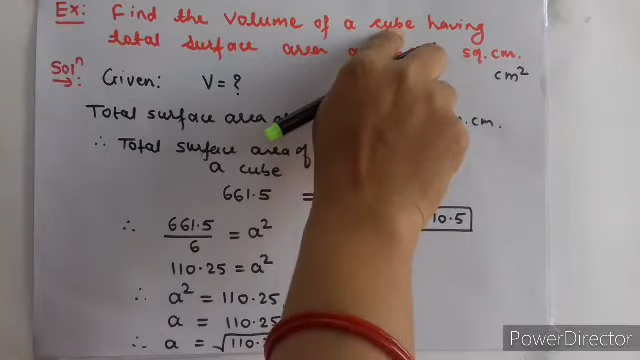 Ex: Find the volume of a cube having
total surface area sq.cm.
Solⁿ Given: V = ? cm²
Total surface area cm.
∴ Total surface area of
a cube
661.5 =
∴ 661.5/6 = a² 10.5
110.25 = a²
∴ a² = 110.25
a = 110.25
∴ a = √110.
PowerDirector